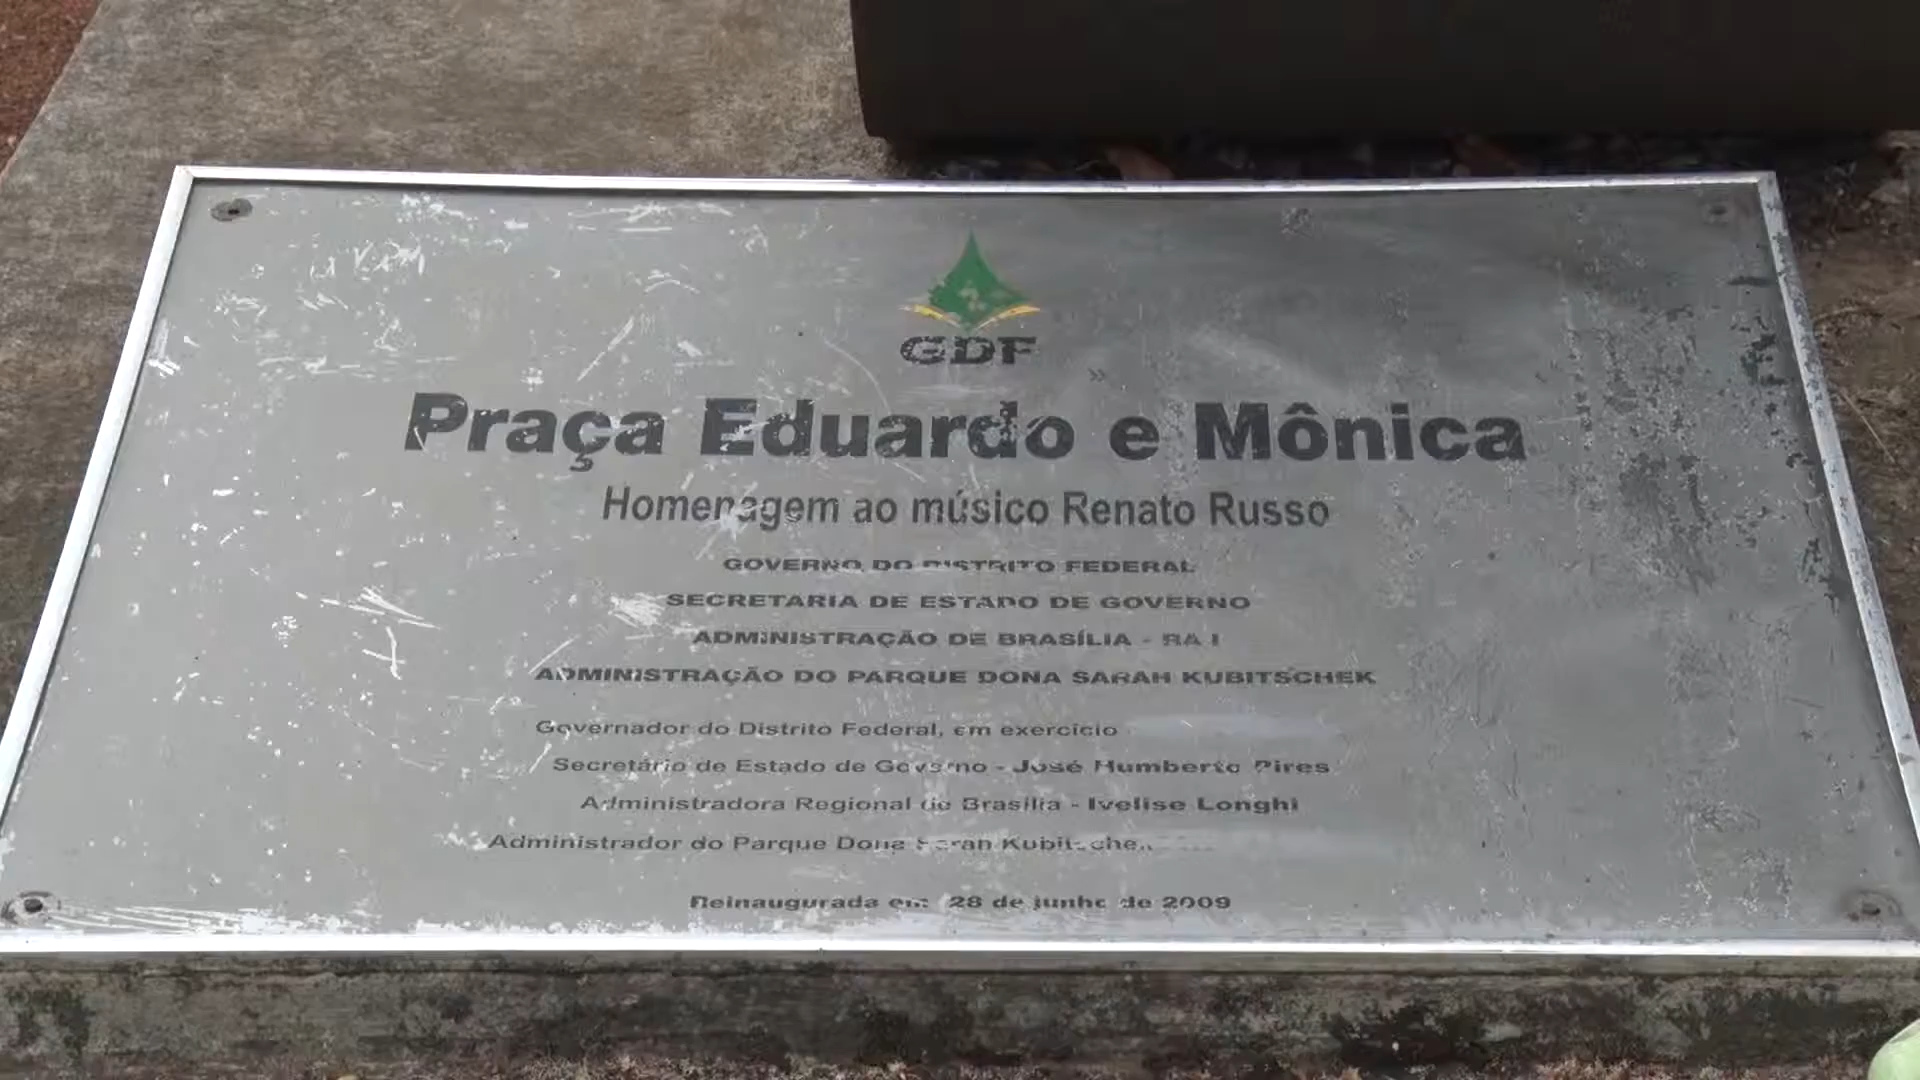 GDF
Praça Eduardo e Mônica
Homenagem ao músico Renato Russo
GOVERNO DO DISTRITO FEDERAL
SECRETARIA DE ESTADO DE GOVERNO
ADMINISTRAÇÃO DE BRASÍLIA - RA I
ADMINISTRAÇÃO DO PARQUE DONA SARAH KUBITSCHEK
Governador do Distrito Federal, em exercício
Secretário de Estado de Governo - José Humberto Pires
Administradora Regional de Brasília - Ivelise Longhi
Administrador do Parque Dona Sarah Kubitschek
Reinaugurada em 28 de junho de 2009